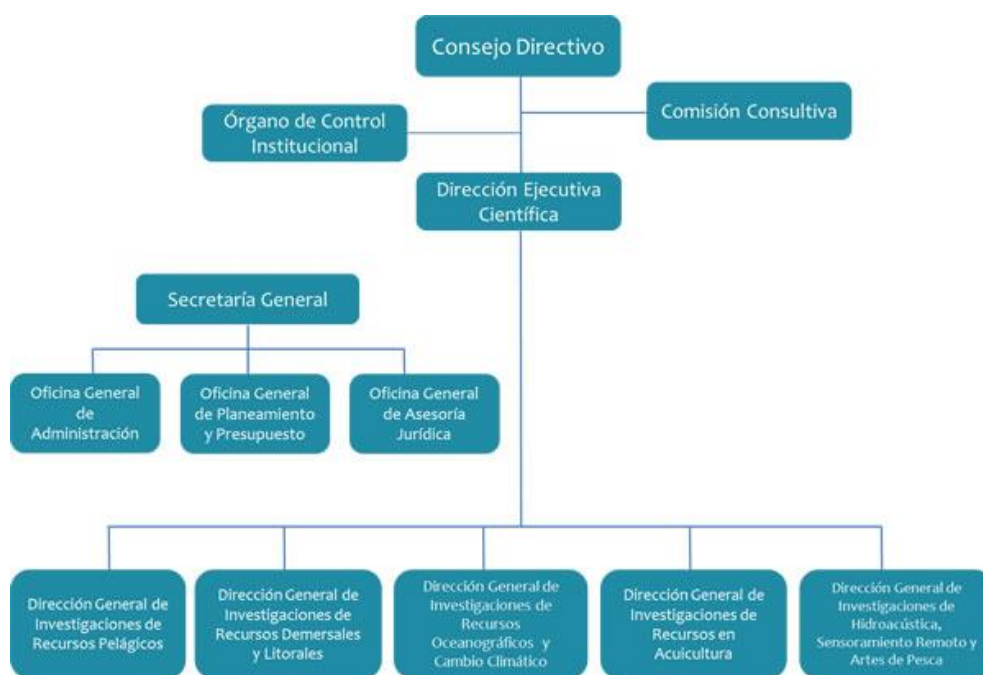 Consejo Directivo
Comisión Consultiva
Órgano de Control
Institucional
Dirección Ejecutiva
Científica
Secretaría General
Oficina General
de
Administración
Oficina General
de Planeamiento
y Presupuesto
Oficina General
de Asesoría
Jurídica
Dirección General de
Investigaciones de
Recursos Pelágicos
Dirección General de
Investigaciones de
Recursos Demersales
y Litorales
Dirección General de
Investigaciones de
Recursos
Oceanográficos y
Cambio Climático
Dirección General de
Investigaciones de
Recursos en
Acuicultura
Dirección General de
Investigaciones de
Hidroacústica,
Sensoramiento Remoto y
Artes de Pesca